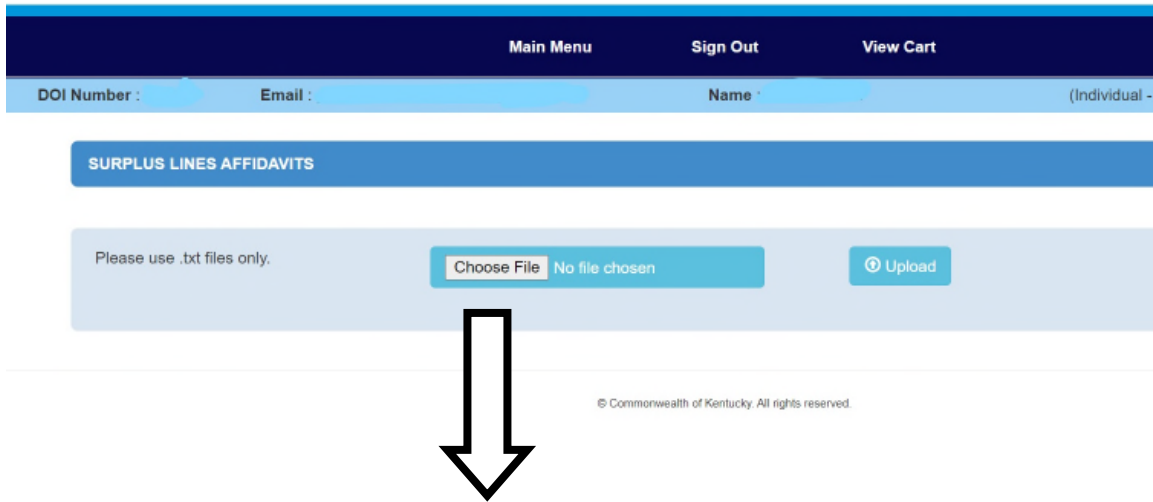 Main Menu Sign Out View Cart
DOI Number : Email : Name : (Individual -
SURPLUS LINES AFFIDAVITS
Please use .txt files only. Choose File No file chosen Upload
© Commonwealth of Kentucky. All rights reserved.